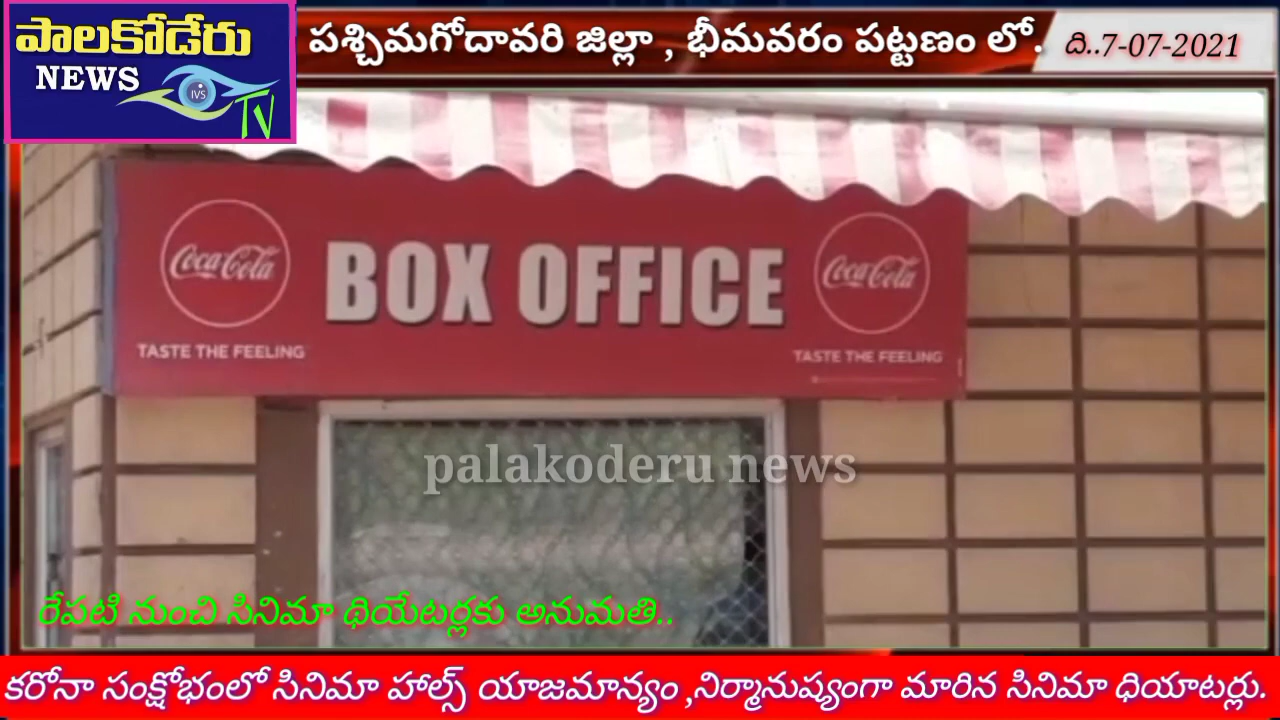 పాలకోడేరు
NEWS
IVS
TV
పశ్చిమగోదావరి జిల్లా , భీమవరం పట్టణం లో.
ది..7-07-2021
Coca-Cola
TASTE THE FEELING
BOX OFFICE
Coca-Cola
TASTE THE FEELING
palakoderu news
రేపటి నుంచి సినిమా థియేటర్లకు అనుమతి..
కరోనా సంక్షోభంలో సినిమా హాల్స్ యాజమాన్యం ,నిర్మానుష్యంగా మారిన సినిమా ధియాటర్లు.